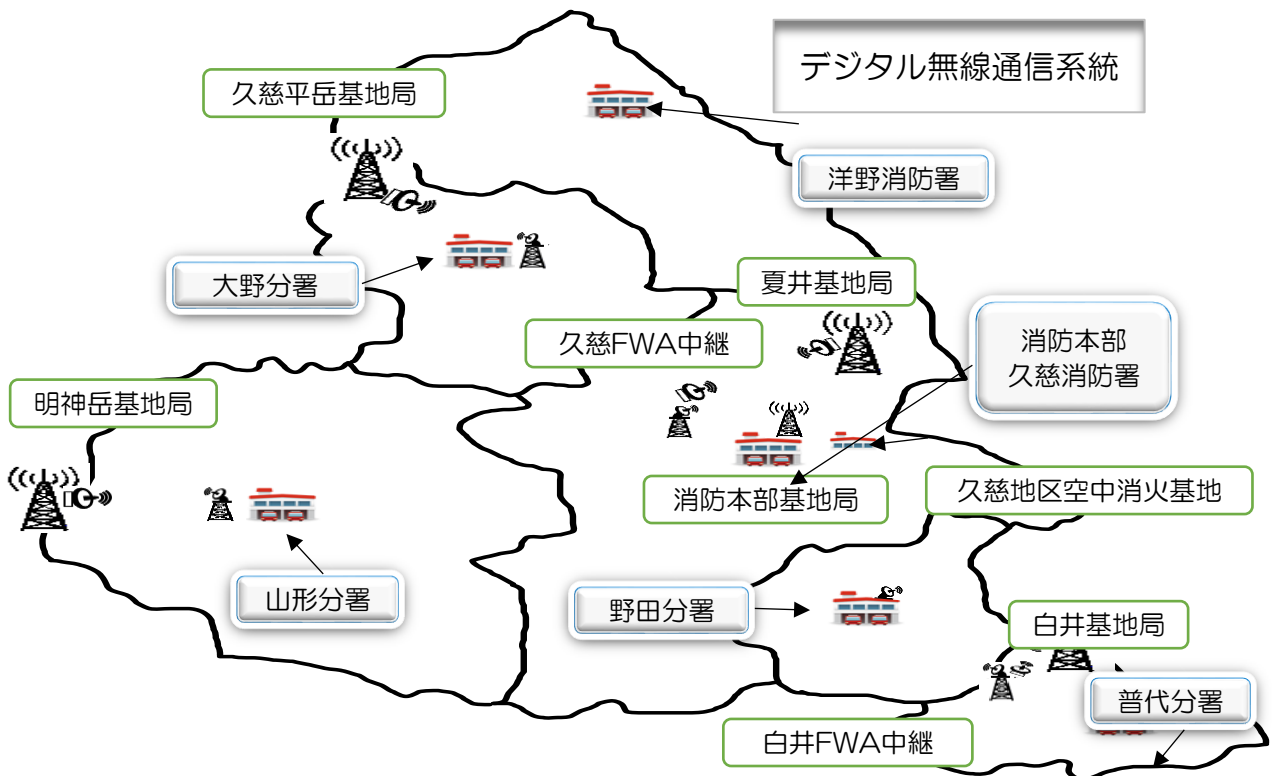 デジタル無線通信系統
久慈平岳基地局
洋野消防署
大野分署
夏井基地局
久慈FWA中継
消防本部
久慈消防署
明神岳基地局
消防本部基地局
久慈地区空中消火基地
山形分署
野田分署
白井基地局
普代分署
白井FWA中継